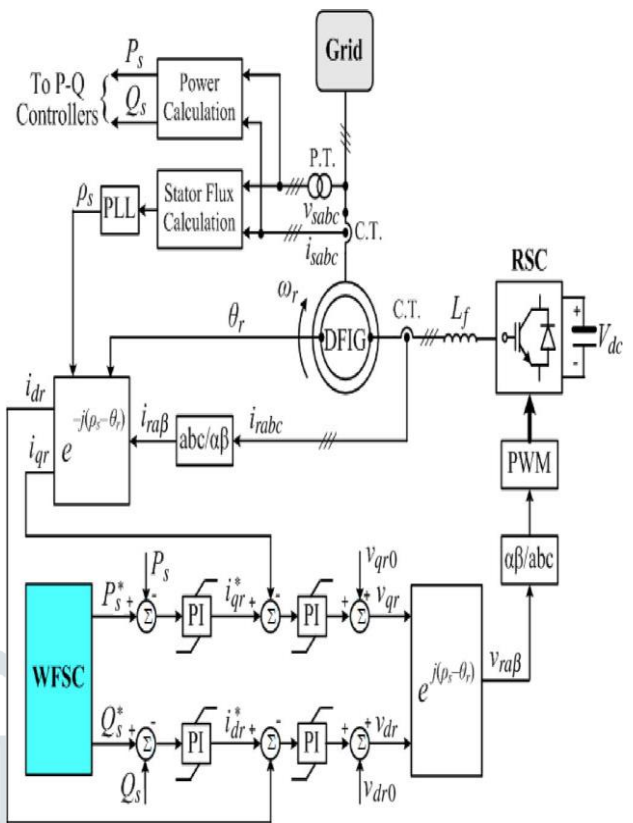 Grid
P_s
To P-Q
Controllers
Q_s
Power
Calculation
P.T.
Stator Flux
Calculation
ρ_s
PLL
v_sabc
C.T.
i_sabc
RSC
ω_r
C.T.
L_f
θ_r
DFIG
+
V_dc
-
i_dr
e^-j(ρ_s-θ_r)
i_raβ
abc/αβ
i_rabc
i_qr
PWM
P_s
v_qr0
αβ/abc
P_s^* + Σ - PI i_qr^* + Σ - PI + Σ + v_qr
WFSC
e^j(ρ_s-θ_r)
v_raβ
Q_s^* + Σ - PI i_dr^* + Σ - PI + Σ + v_dr
Q_s
v_dr0